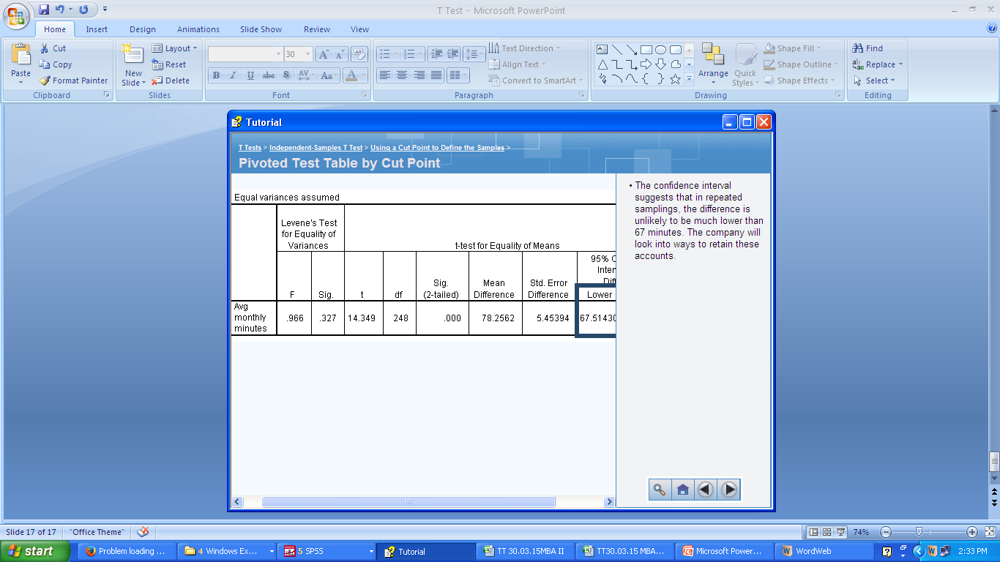 T Test - Microsoft PowerPoint
Home Insert Design Animations Slide Show Review View
Paste
Cut
Copy
Format Painter
Clipboard
New Slide
Layout
Reset
Delete
Slides
30
B I U abc S AV Aa A
Font
Text Direction
Align Text
Convert to SmartArt
Paragraph
Arrange
Quick Styles
Shape Fill
Shape Outline
Shape Effects
Drawing
Find
Replace
Select
Editing
Tutorial
T Tests > Independent-Samples T Test > Using a Cut Point to Define the Samples >
Pivoted Test Table by Cut Point
Equal variances assumed
Levene's Test
for Equality of
Variances
t-test for Equality of Means
95% C
Inter
Diff
F Sig. t df
Sig.
(2-tailed)
Mean
Difference
Std. Error
Difference
Lower
Avg
monthly
minutes
.966 .327 14.349 248 .000 78.2562 5.45394 67.51430
• The confidence interval
suggests that in repeated
samplings, the difference is
unlikely to be much lower than
67 minutes. The company will
look into ways to retain these
accounts.
Slide 17 of 17 "Office Theme" 74%
start Problem loading ... 4 Windows Ex... 5 SPSS Tutorial TT 30.03.15MBA II TT30.03.15 MBA... Microsoft Power... WordWeb 2:33 PM